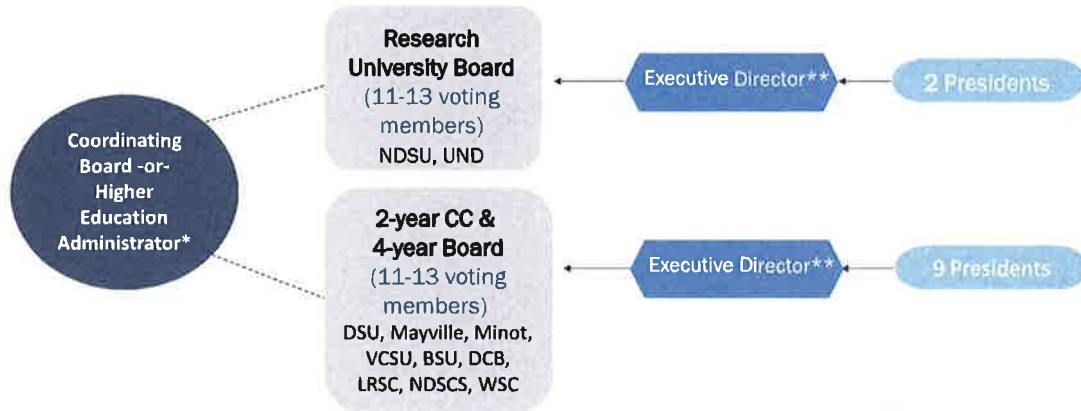 Coordinating
Board -or-
Higher
Education
Administrator*
Research
University Board
(11-13 voting
members)
NDSU, UND
Executive Director**
2 Presidents
2-year CC &
4-year Board
(11-13 voting
members)
DSU, Mayville, Minot,
VCSU, BSU, DCB,
LRSC, NDSCS, WSC
Executive Director**
9 Presidents